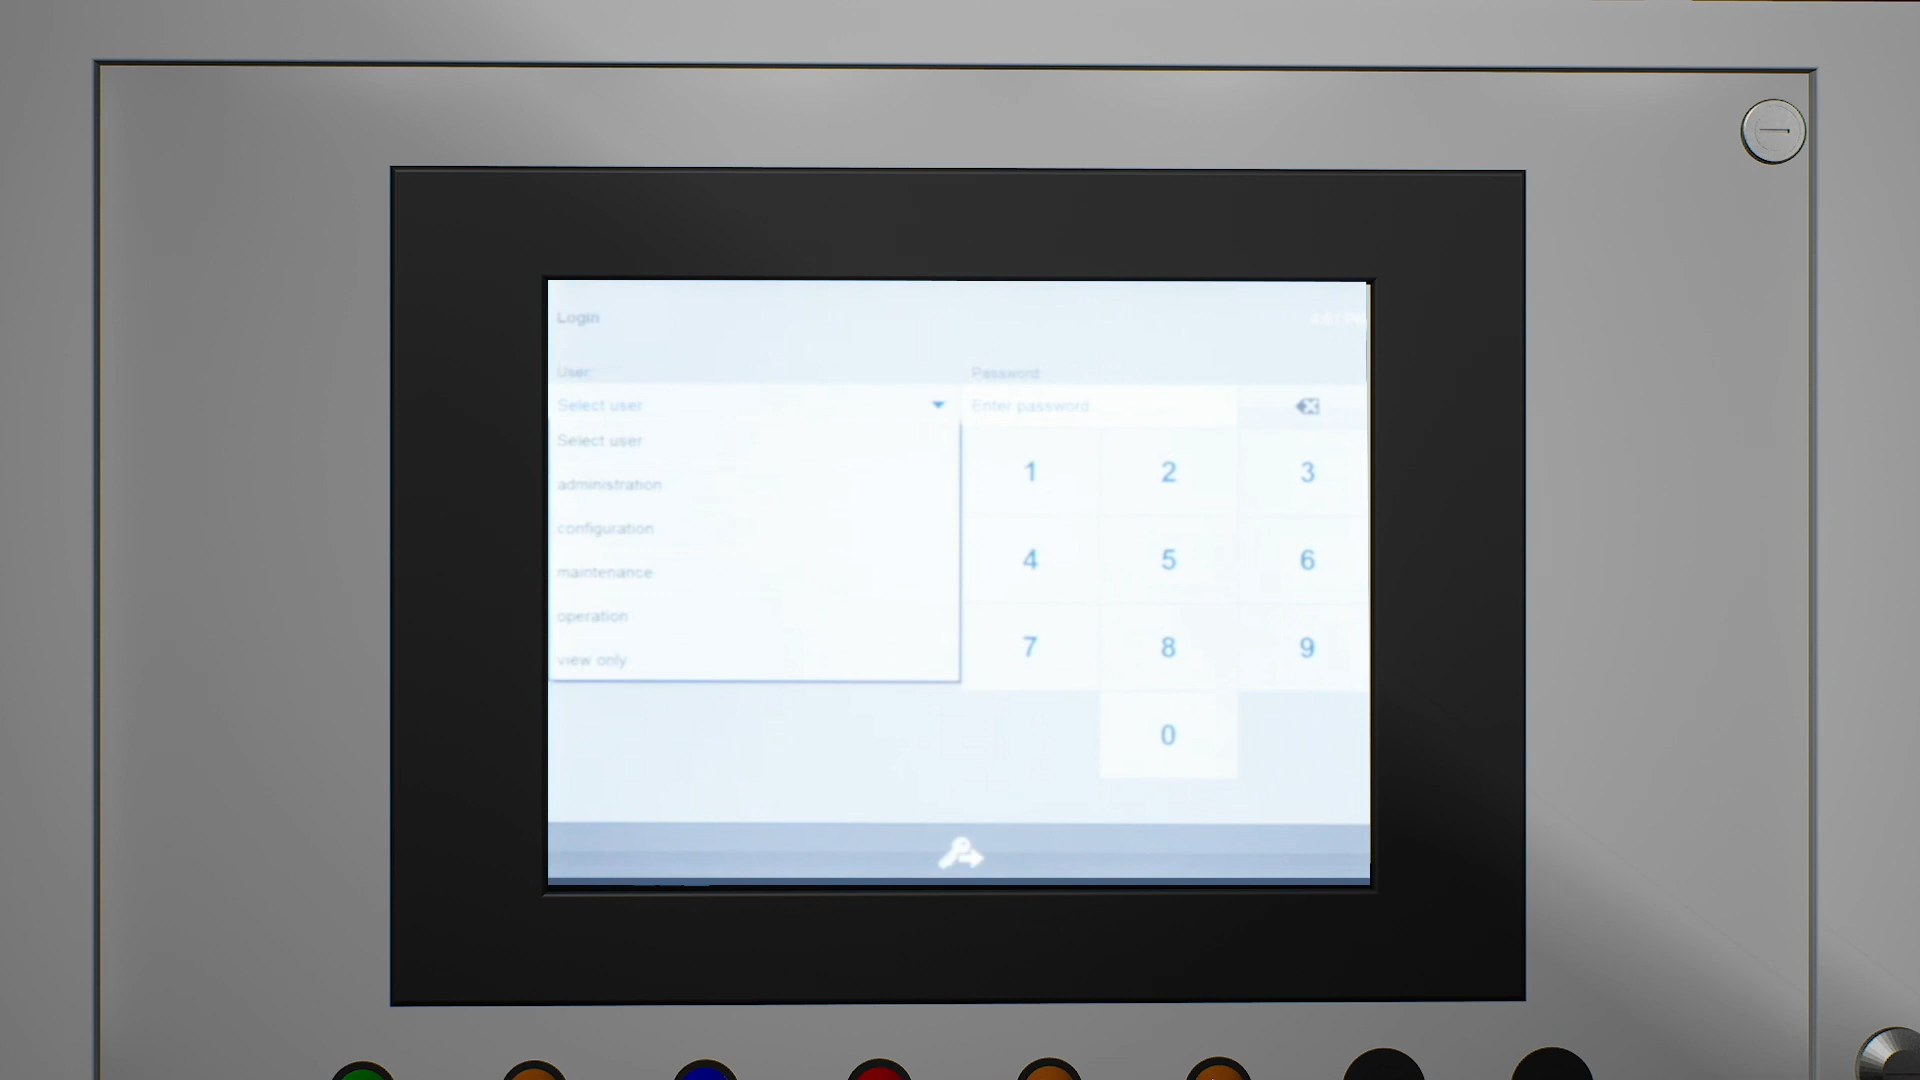 Login
User:
Password:
Select user
Enter password
Select user
administration
configuration
maintenance
operation
view only
1 2 3
4 5 6
7 8 9
0